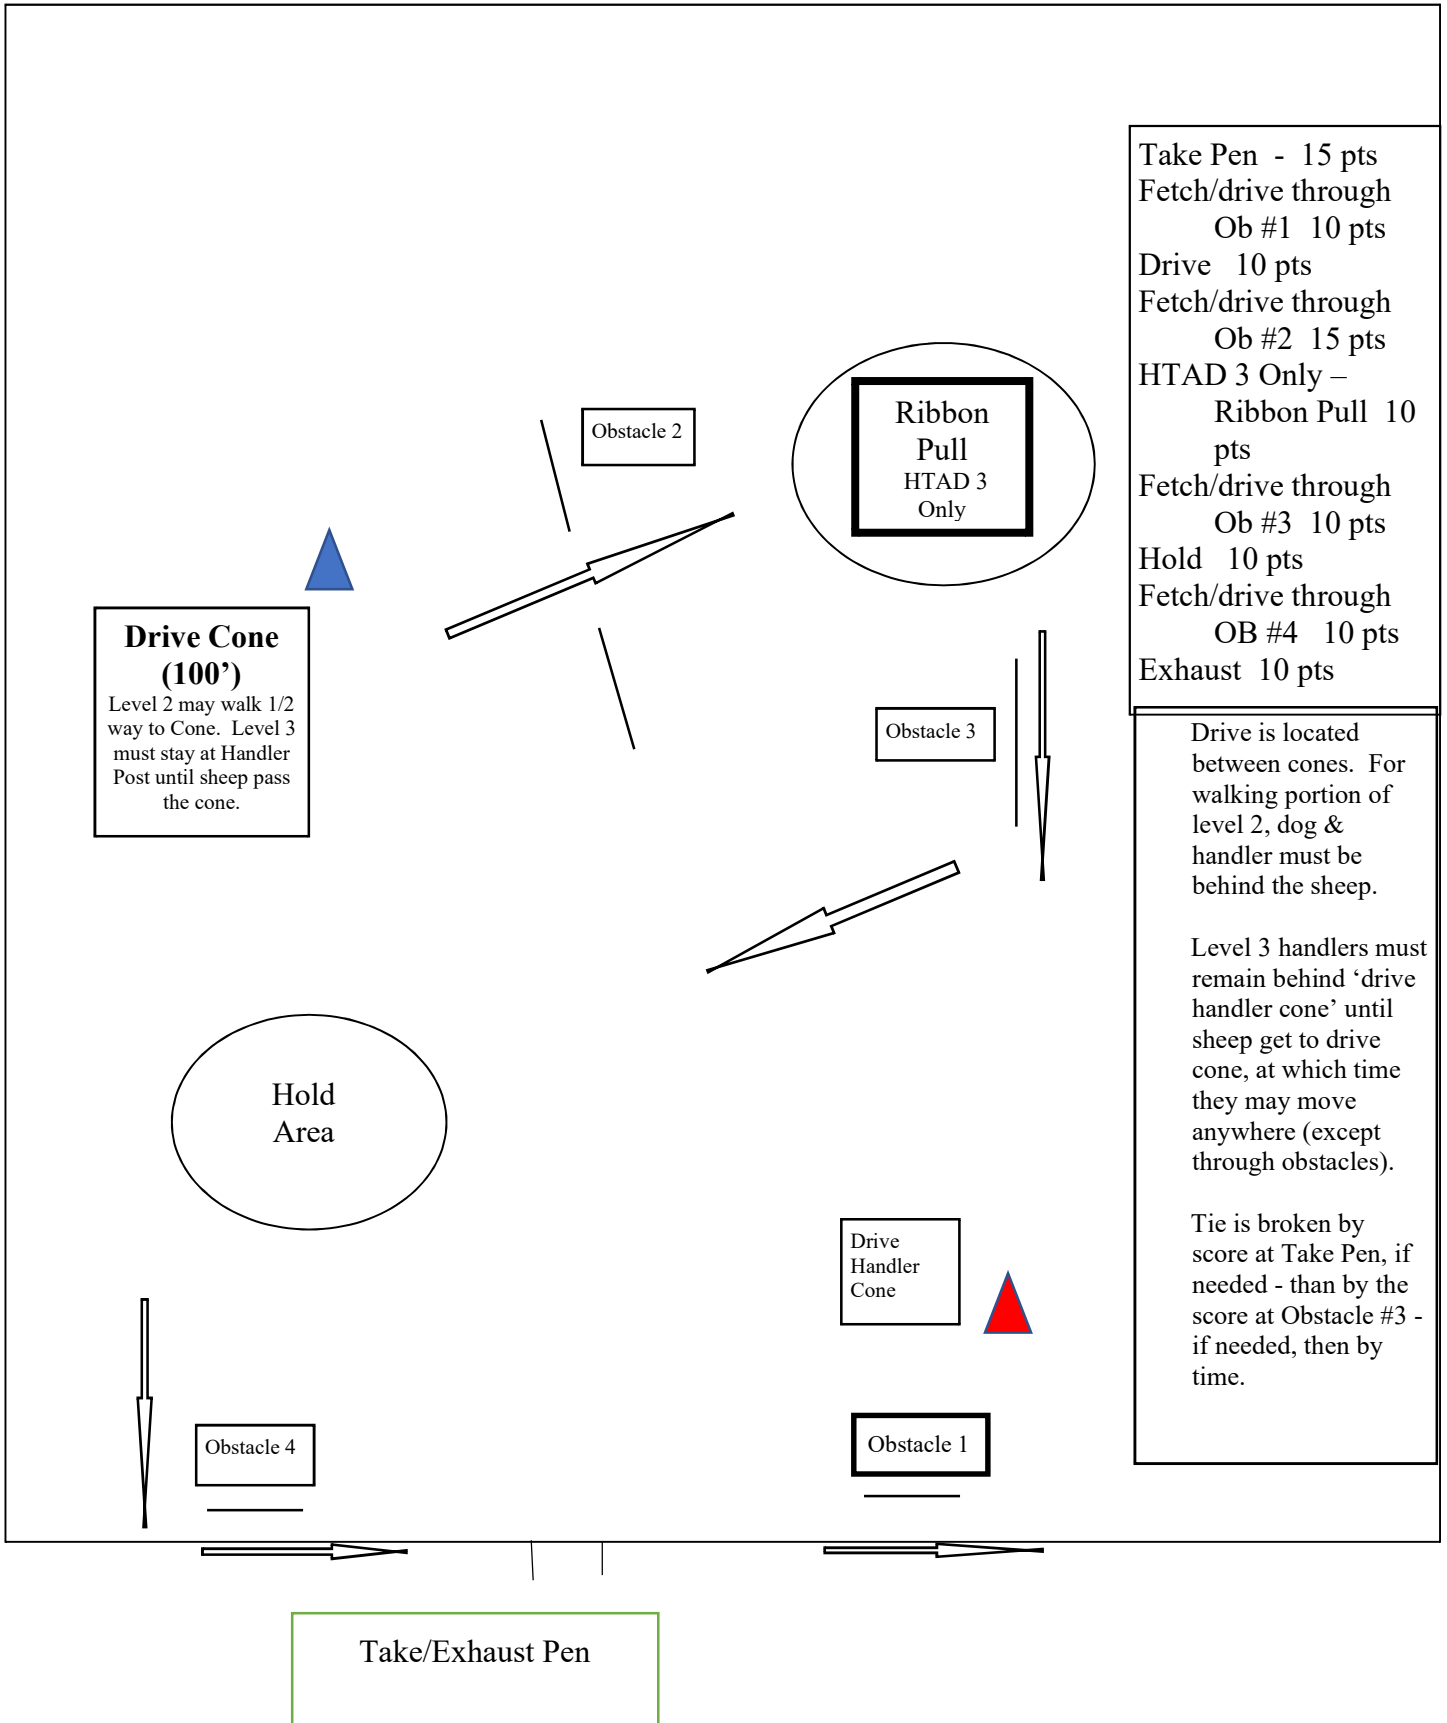 Take Pen - 15 pts
Fetch/drive through
Ob #1 10 pts
Drive 10 pts
Fetch/drive through
Ob #2 15 pts
HTAD 3 Only –
Ribbon Pull 10
pts
Fetch/drive through
Ob #3 10 pts
Hold 10 pts
Fetch/drive through
OB #4 10 pts
Exhaust 10 pts
Ribbon
Pull
HTAD 3
Only
Obstacle 2
Drive Cone
(100’)
Level 2 may walk 1/2
way to Cone. Level 3
must stay at Handler
Post until sheep pass
the cone.
Obstacle 3
Drive is located
between cones. For
walking portion of
level 2, dog &
handler must be
behind the sheep.
Level 3 handlers must
remain behind ‘drive
handler cone’ until
sheep get to drive
cone, at which time
they may move
anywhere (except
through obstacles).
Tie is broken by
score at Take Pen, if
needed - than by the
score at Obstacle #3 -
if needed, then by
time.
Hold
Area
Drive
Handler
Cone
Obstacle 4
Obstacle 1
Take/Exhaust Pen